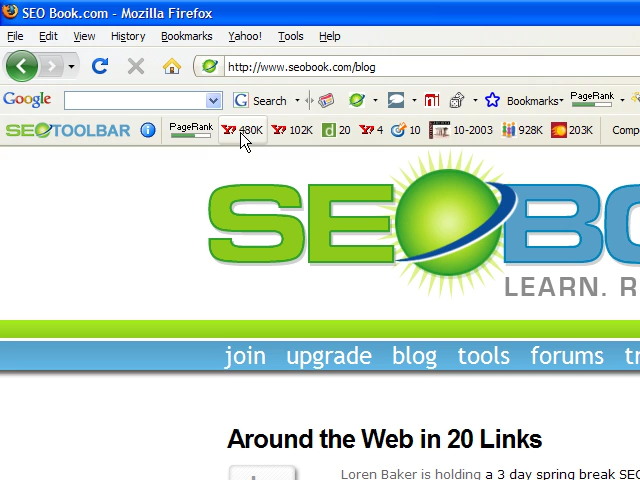 SEO Book.com - Mozilla Firefox
File Edit View History Bookmarks Yahoo! Tools Help
http://www.seobook.com/blog
Google G Search Bookmarks PageRank
SEOTOOLBAR i PageRank Y? 480K Y? 102K d 20 Y? 4 10 10-2003 928K 203K Comp
SEOBO
LEARN. R
join upgrade blog tools forums tr
Around the Web in 20 Links
Loren Baker is holding a 3 day spring break SEO